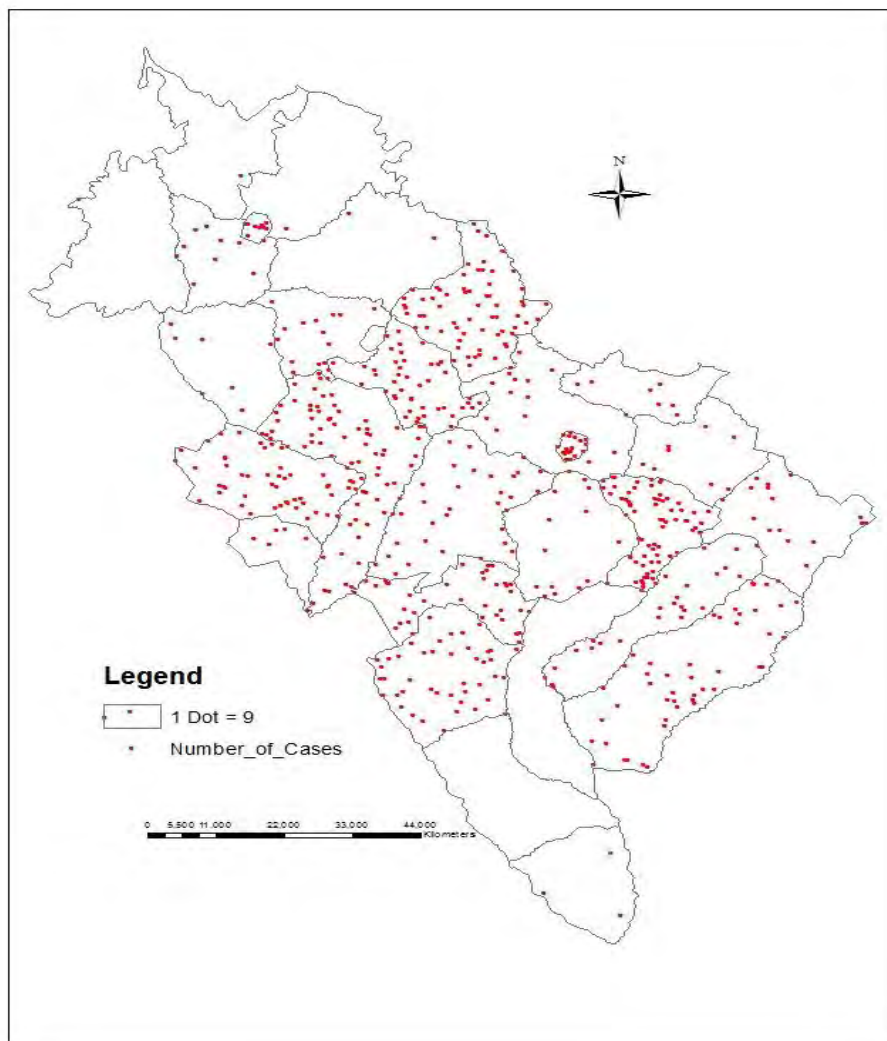 N
Legend
1 Dot = 9
Number_of_Cases
0 5,500 11,000 22,000 33,000 44,000
Kilometers